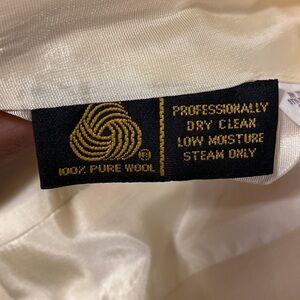 PROFESSIONALLY
DRY CLEAN
LOW MOISTURE
STEAM ONLY
100% PURE WOOL